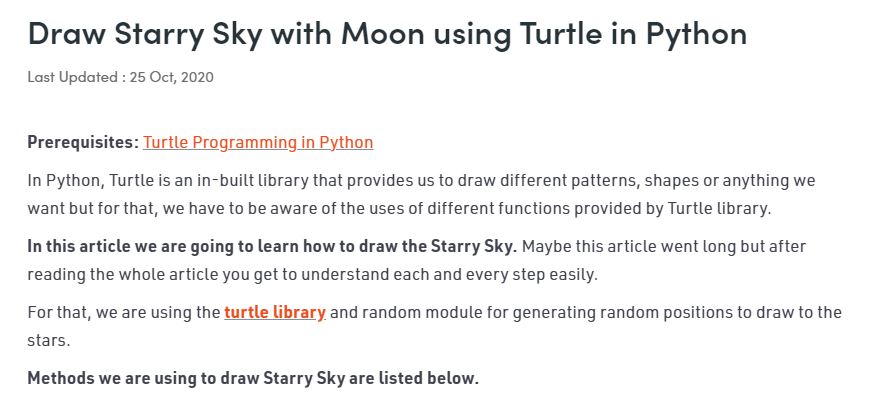 Draw Starry Sky with Moon using Turtle in Python
Last Updated : 25 Oct, 2020
Prerequisites: Turtle Programming in Python
In Python, Turtle is an in-built library that provides us to draw different patterns, shapes or anything we
want but for that, we have to be aware of the uses of different functions provided by Turtle library.
In this article we are going to learn how to draw the Starry Sky. Maybe this article went long but after
reading the whole article you get to understand each and every step easily.
For that, we are using the turtle library and random module for generating random positions to draw to the
stars.
Methods we are using to draw Starry Sky are listed below.